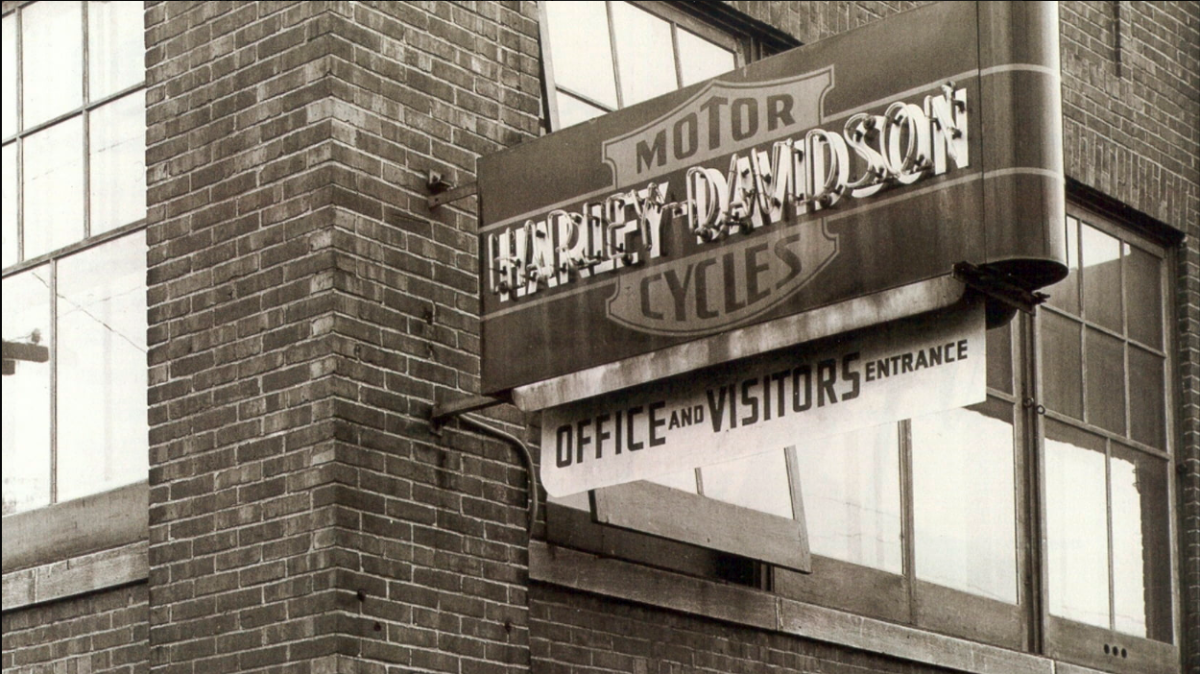 MOTOR
HARLEY-DAVIDSON
CYCLES
OFFICE AND VISITORS ENTRANCE